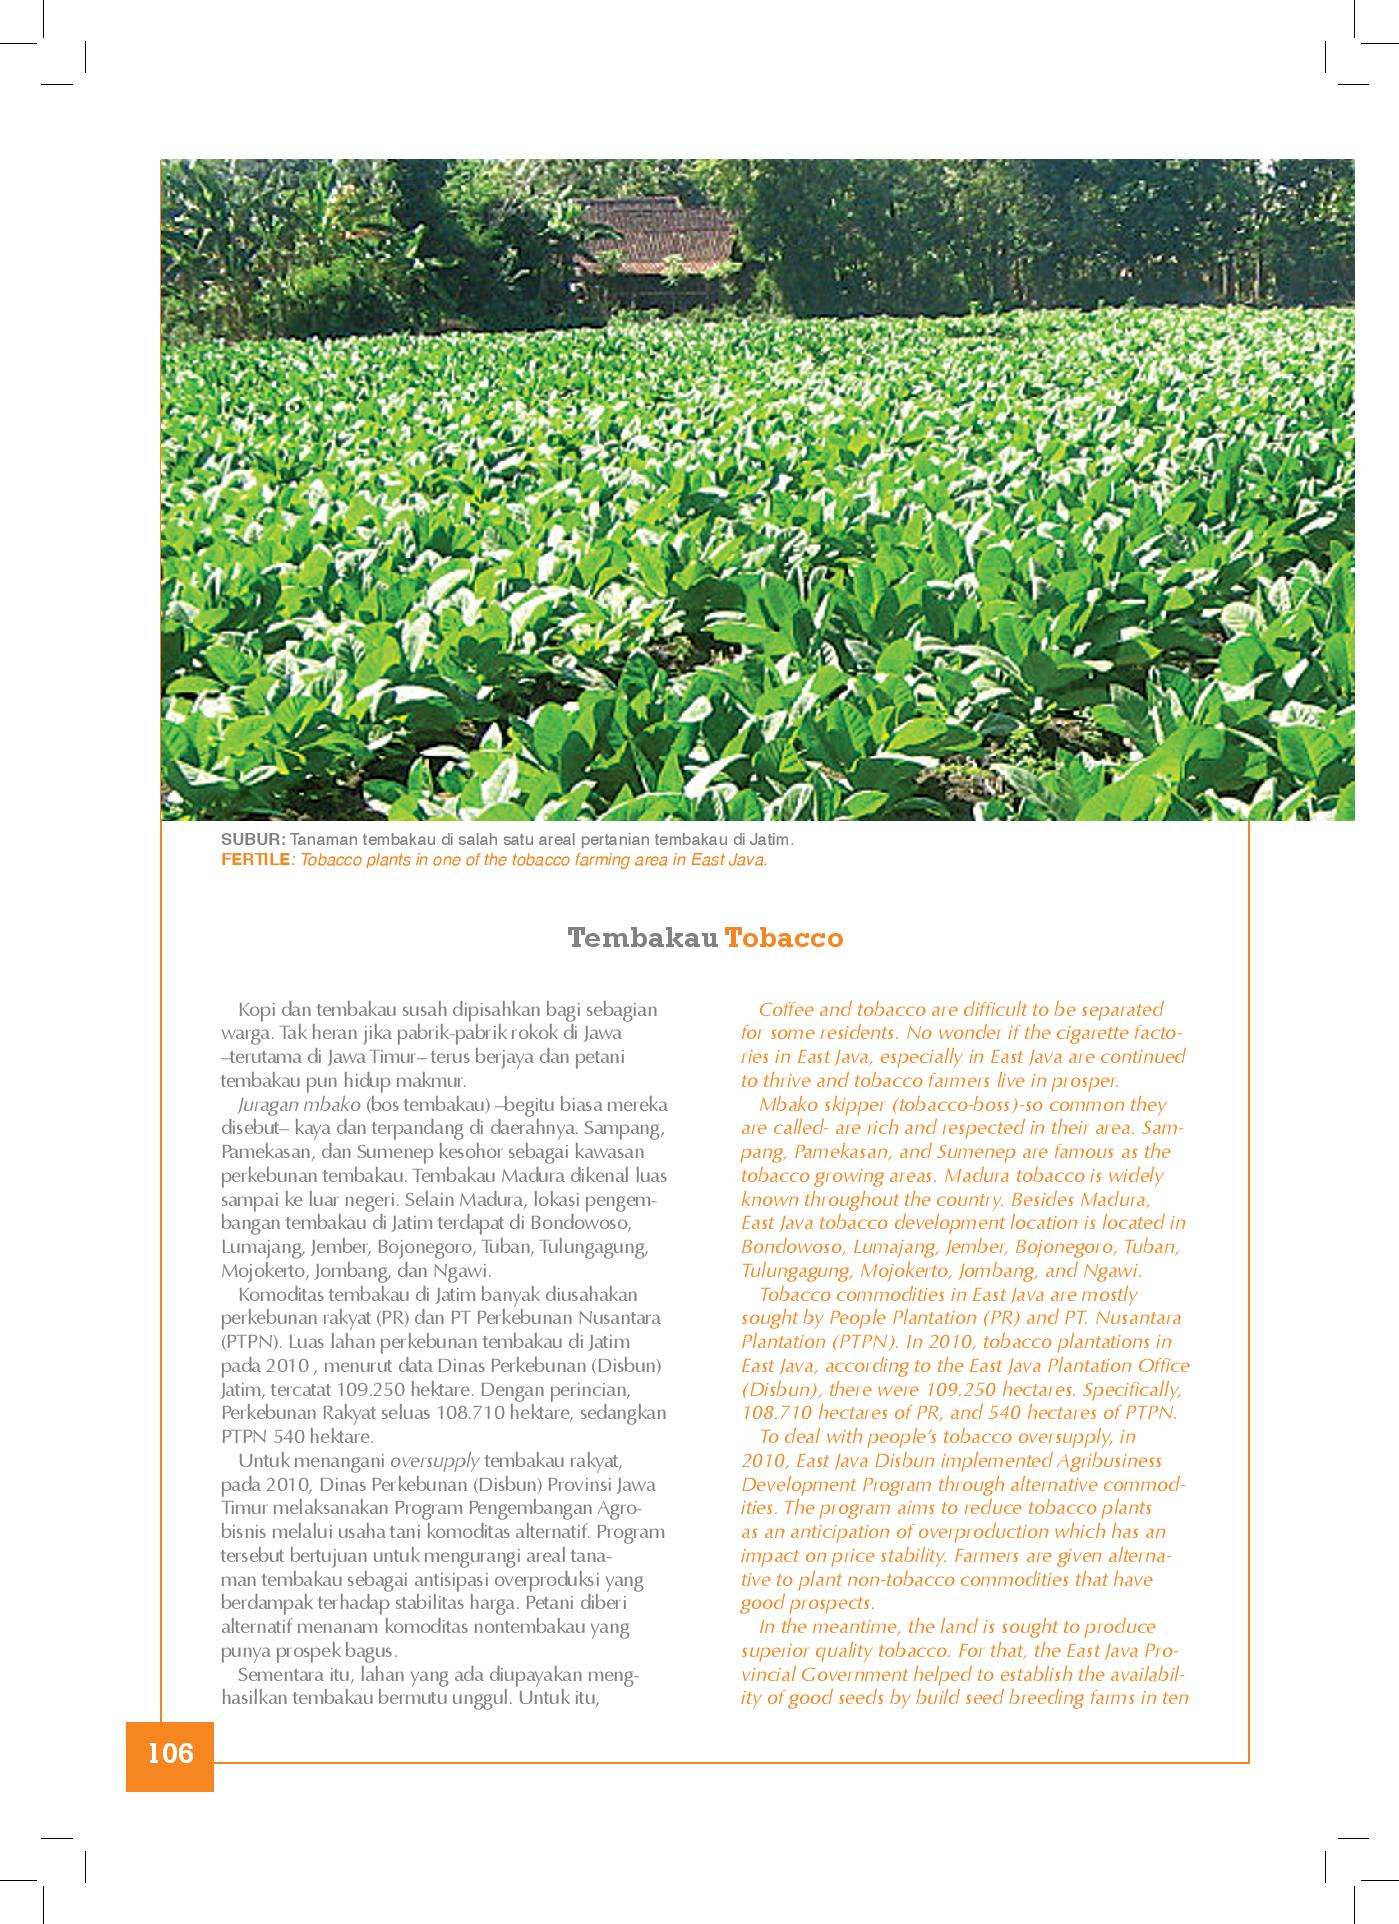 SUBUR: Tanaman tembakau di salah satu areal pertanian tembakau di Jatim.
FERTILE: Tobacco plants in one of the tobacco farming area in East Java.
Tembakau Tobacco
Kopi dan tembakau susah dipisahkan bagi sebagian
warga. Tak heran jika pabrik-pabrik rokok di Jawa
–terutama di Jawa Timur– terus berjaya dan petani
tembakau pun hidup makmur.
Juragan mbako (bos tembakau) –begitu biasa mereka
disebut– kaya dan terpandang di daerahnya. Sampang,
Pamekasan, dan Sumenep kesohor sebagai kawasan
perkebunan tembakau. Tembakau Madura dikenal luas
sampai ke luar negeri. Selain Madura, lokasi pengem-
bangan tembakau di Jatim terdapat di Bondowoso,
Lumajang, Jember, Bojonegoro, Tuban, Tulungagung,
Mojokerto, Jombang, dan Ngawi.
Komoditas tembakau di Jatim banyak diusahakan
perkebunan rakyat (PR) dan PT Perkebunan Nusantara
(PTPN). Luas lahan perkebunan tembakau di Jatim
pada 2010 , menurut data Dinas Perkebunan (Disbun)
Jatim, tercatat 109.250 hektare. Dengan perincian,
Perkebunan Rakyat seluas 108.710 hektare, sedangkan
PTPN 540 hektare.
Untuk menangani oversupply tembakau rakyat,
pada 2010, Dinas Perkebunan (Disbun) Provinsi Jawa
Timur melaksanakan Program Pengembangan Agro-
bisnis melalui usaha tani komoditas alternatif. Program
tersebut bertujuan untuk mengurangi areal tana-
man tembakau sebagai antisipasi overproduksi yang
berdampak terhadap stabilitas harga. Petani diberi
alternatif menanam komoditas nontembakau yang
punya prospek bagus.
Sementara itu, lahan yang ada diupayakan meng-
hasilkan tembakau bermutu unggul. Untuk itu,
Coffee and tobacco are difficult to be separated
for some residents. No wonder if the cigarette facto-
ries in East Java, especially in East Java are continued
to thrive and tobacco farmers live in prosper.
Mbako skipper (tobacco-boss)-so common they
are called- are rich and respected in their area. Sam-
pang, Pamekasan, and Sumenep are famous as the
tobacco growing areas. Madura tobacco is widely
known throughout the country. Besides Madura,
East Java tobacco development location is located in
Bondowoso, Lumajang, Jember, Bojonegoro, Tuban,
Tulungagung, Mojokerto, Jombang, and Ngawi.
Tobacco commodities in East Java are mostly
sought by People Plantation (PR) and PT. Nusantara
Plantation (PTPN). In 2010, tobacco plantations in
East Java, according to the East Java Plantation Office
(Disbun), there were 109.250 hectares. Specifically,
108.710 hectares of PR, and 540 hectares of PTPN.
To deal with people's tobacco oversupply, in
2010, East Java Disbun implemented Agribusiness
Development Program through alternative commod-
ities. The program aims to reduce tobacco plants
as an anticipation of overproduction which has an
impact on price stability. Farmers are given alterna-
tive to plant non-tobacco commodities that have
good prospects.
In the meantime, the land is sought to produce
superior quality tobacco. For that, the East Java Pro-
vincial Government helped to establish the availabil-
ity of good seeds by build seed breeding farms in ten
106